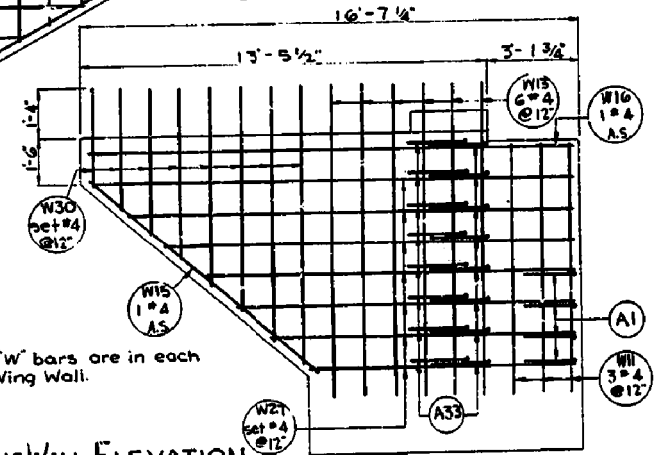 16'-7 1/4"
13'-5 1/2"
3'-1 3/4"
1'-4"
1'-6"
W13
6 #4
@12"
W16
1 #4
A.S.
W30
set #4
@12"
W15
1 #4
A.S.
A1
W11
3 #4
@12"
A33
W27
set #4
@12"
"W" bars are in each
Wing Wall.
ELEVATION